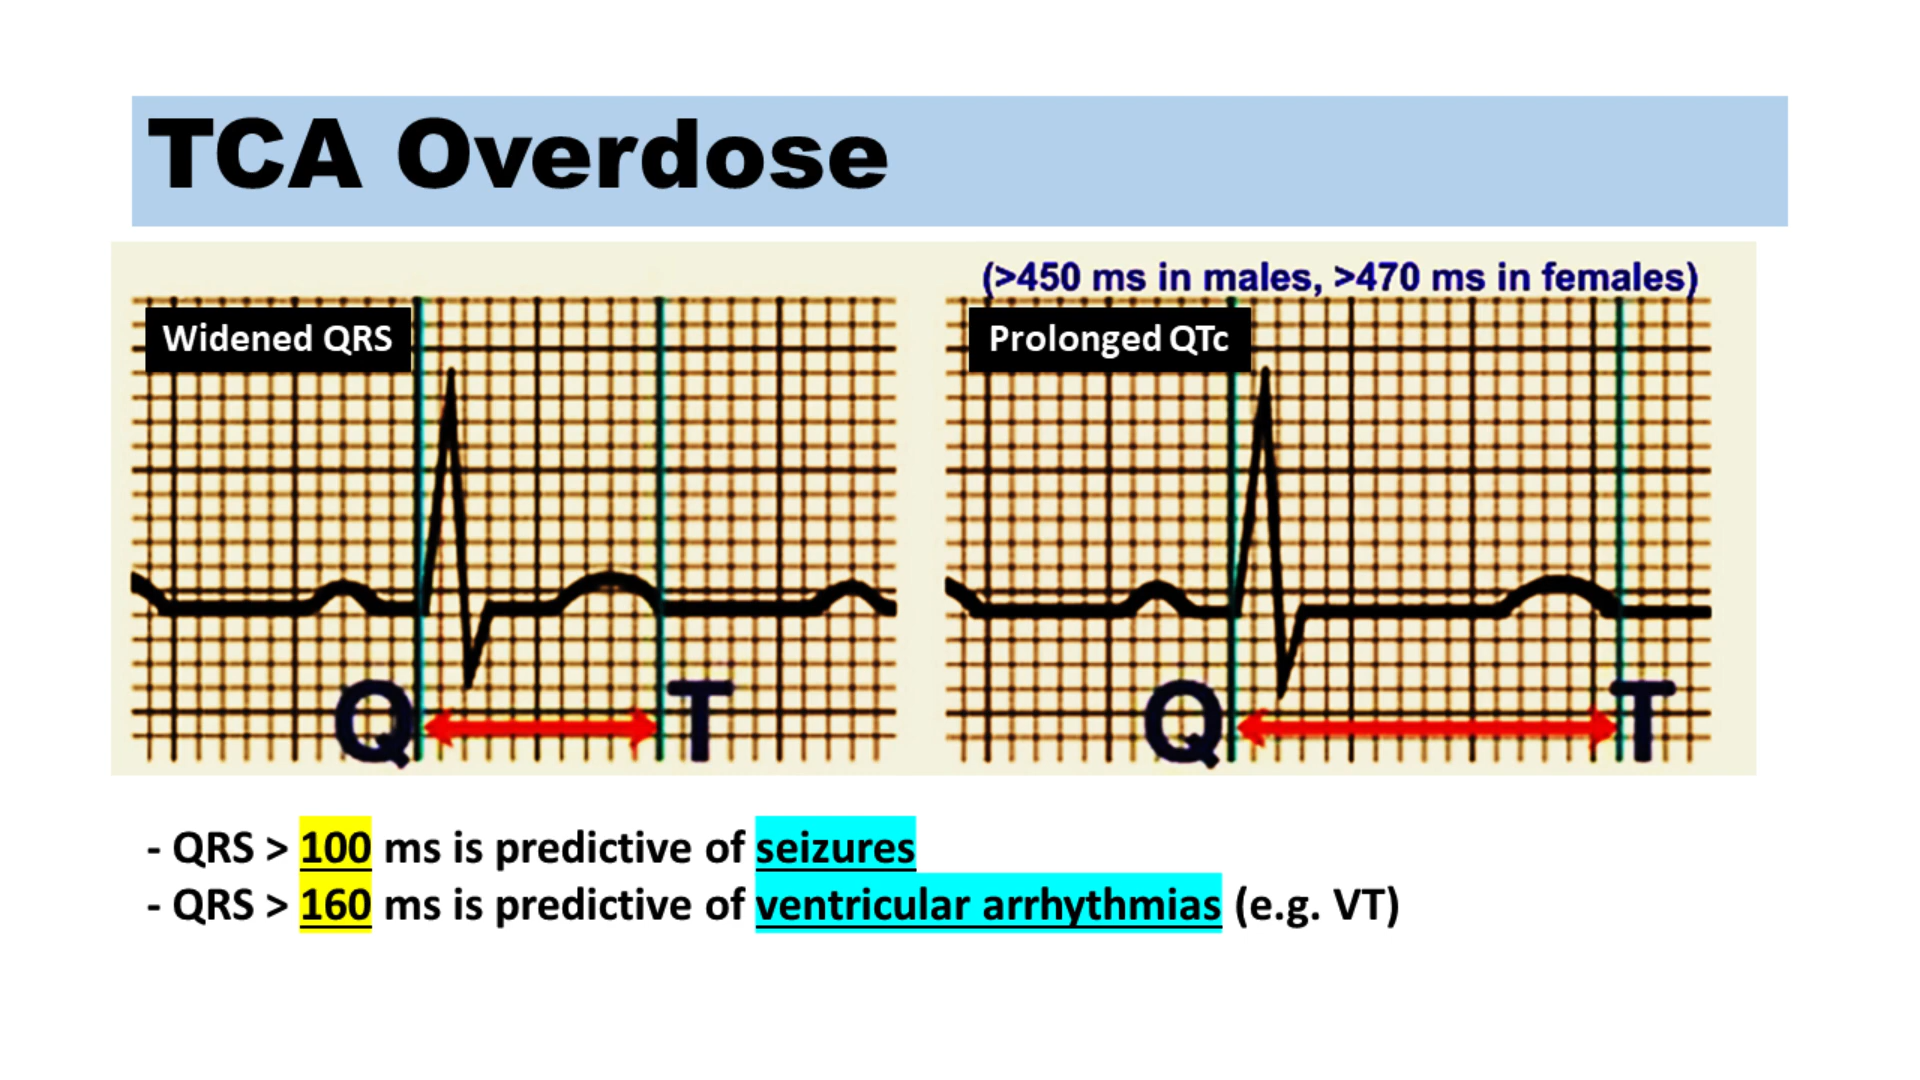 TCA Overdose
(>450 ms in males, >470 ms in females)
Widened QRS
Prolonged QTc
Q T
Q T
- QRS > 100 ms is predictive of seizures
- QRS > 160 ms is predictive of ventricular arrhythmias (e.g. VT)